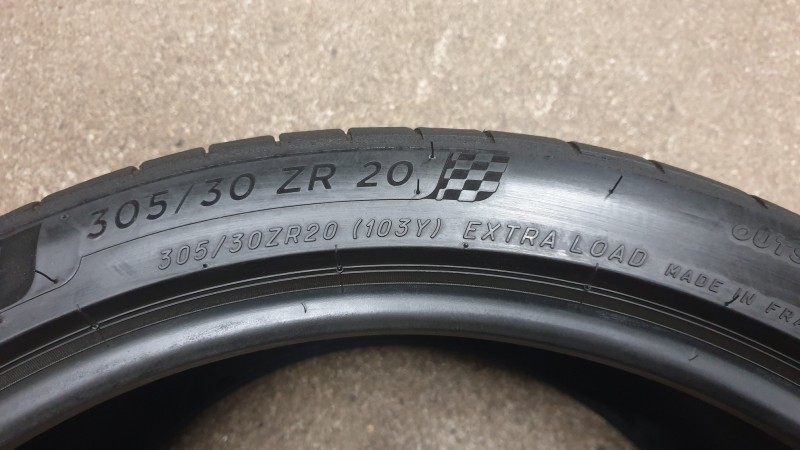 305/30 ZR 20
305/30ZR20 (103Y) EXTRA LOAD MADE IN